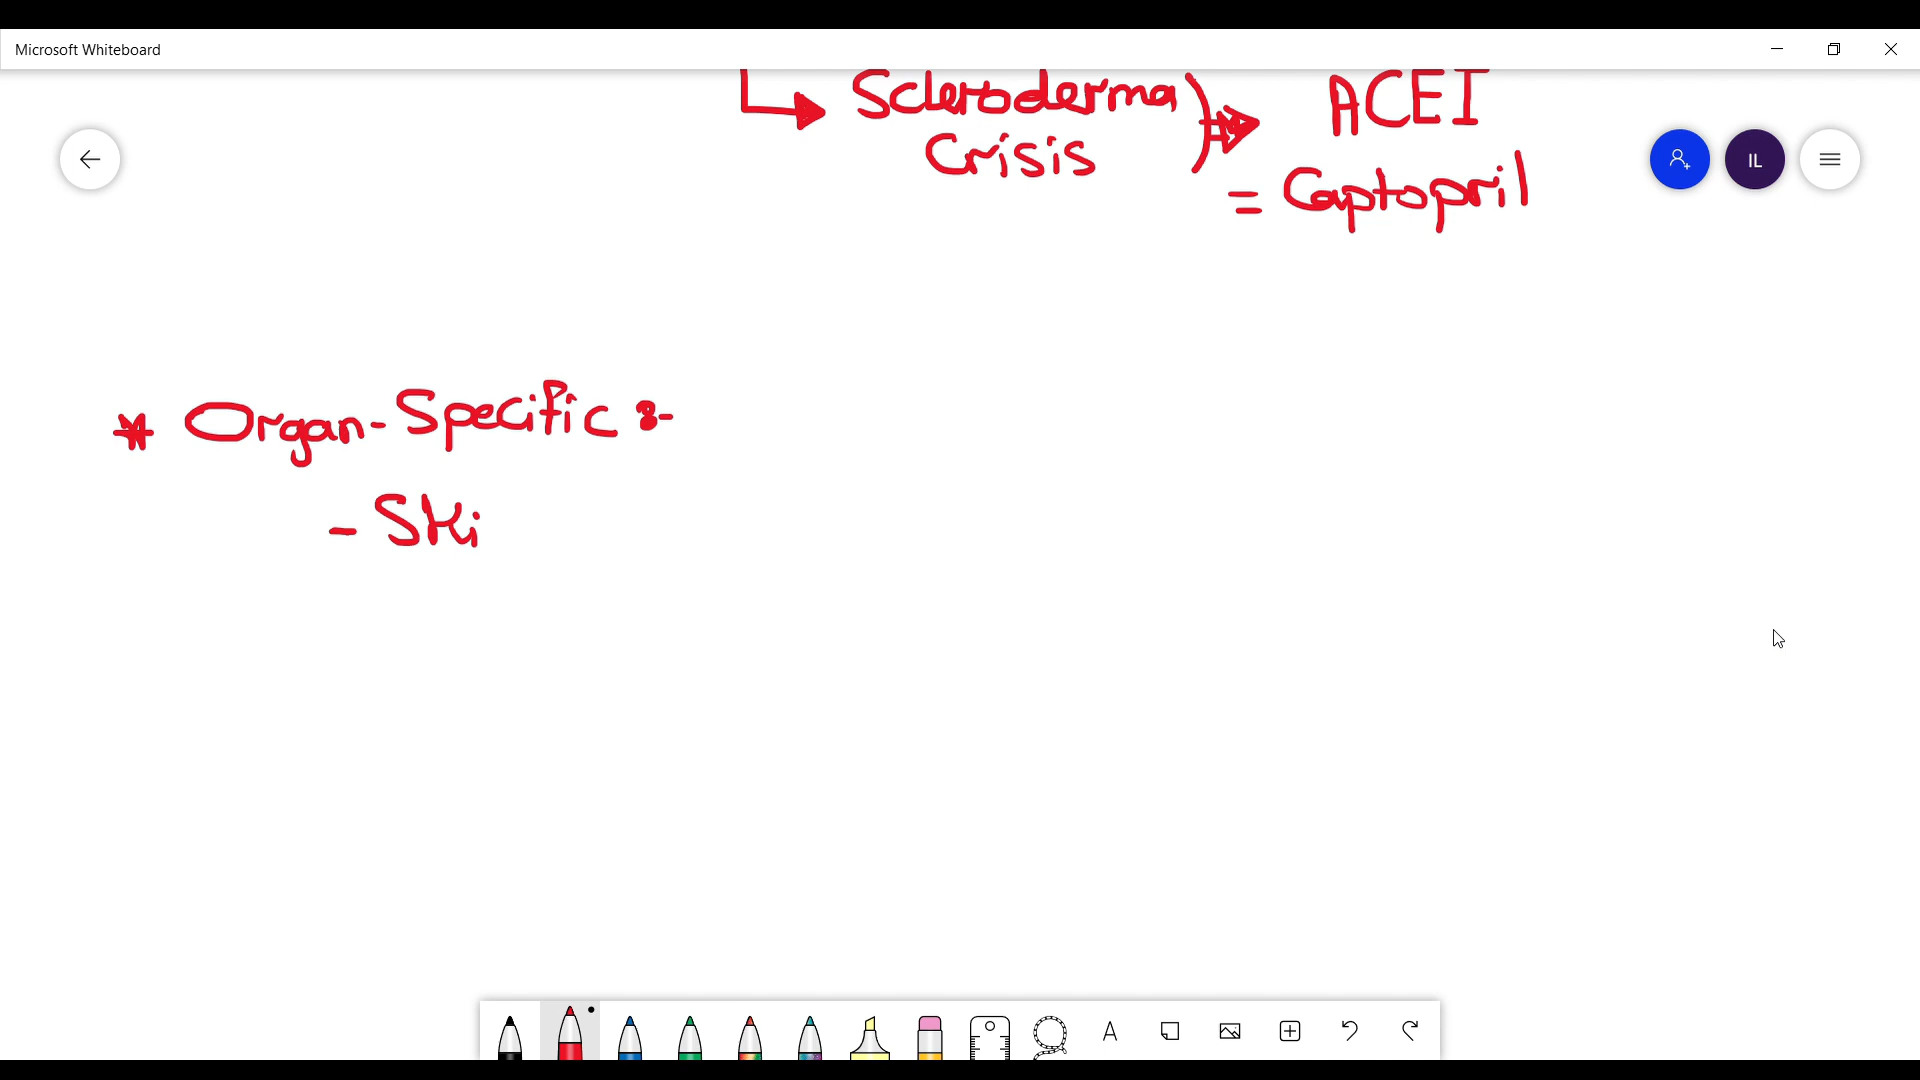 Microsoft Whiteboard
Scleroderma
Crisis
ACEI
= Captopril
IL
* Organ-Specific :-
- Ski
A